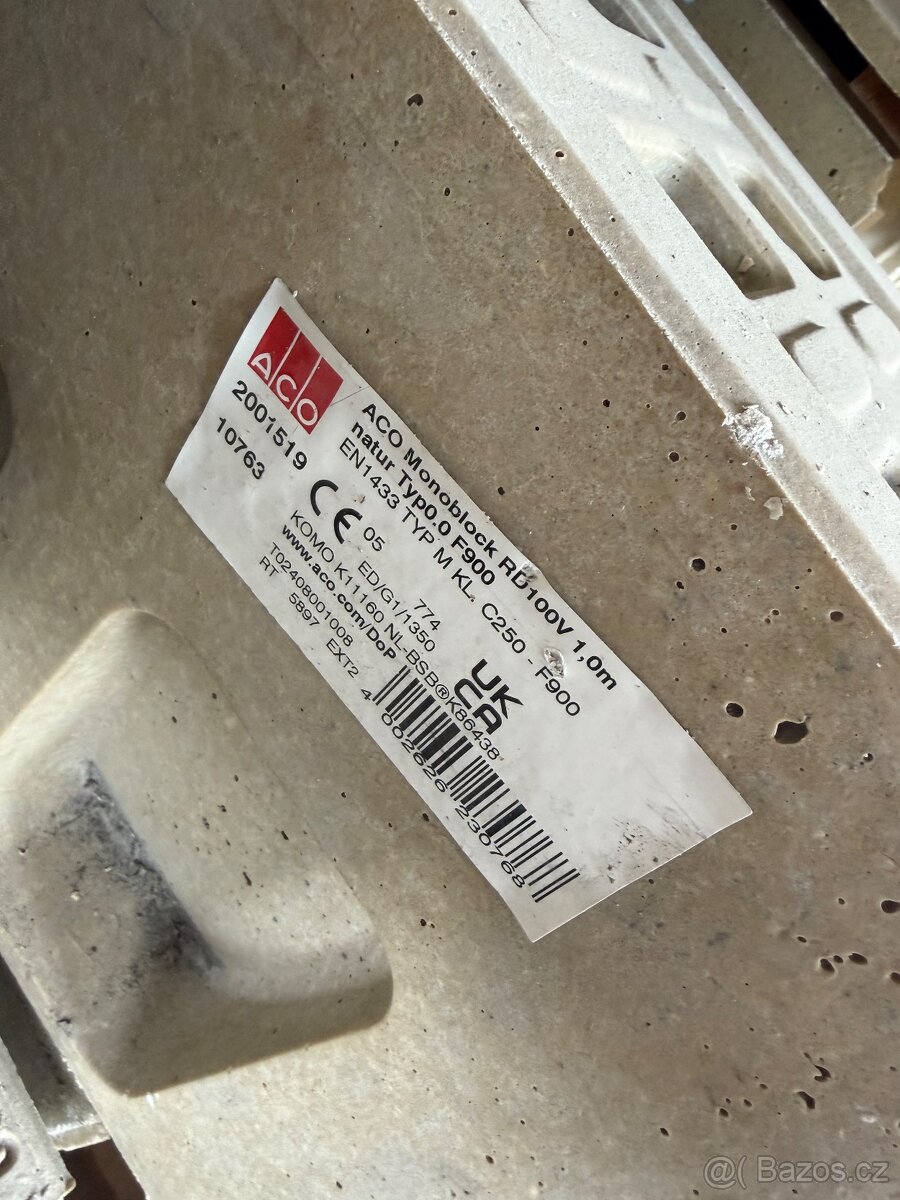 ACO
ACO Monoblock RD100V 1,0m
natur Typ0.0 F900
EN1433 TYP M KL. C250 - F900
2001519
10763
CE 05 774
ED/G1/1350
KOMO K11160 NL-BSB®K86438
www.aco.com/DoP
T02408001008
RT 5897 EXT2
UK
CA
4 002626 230768
@( Bazos.cz